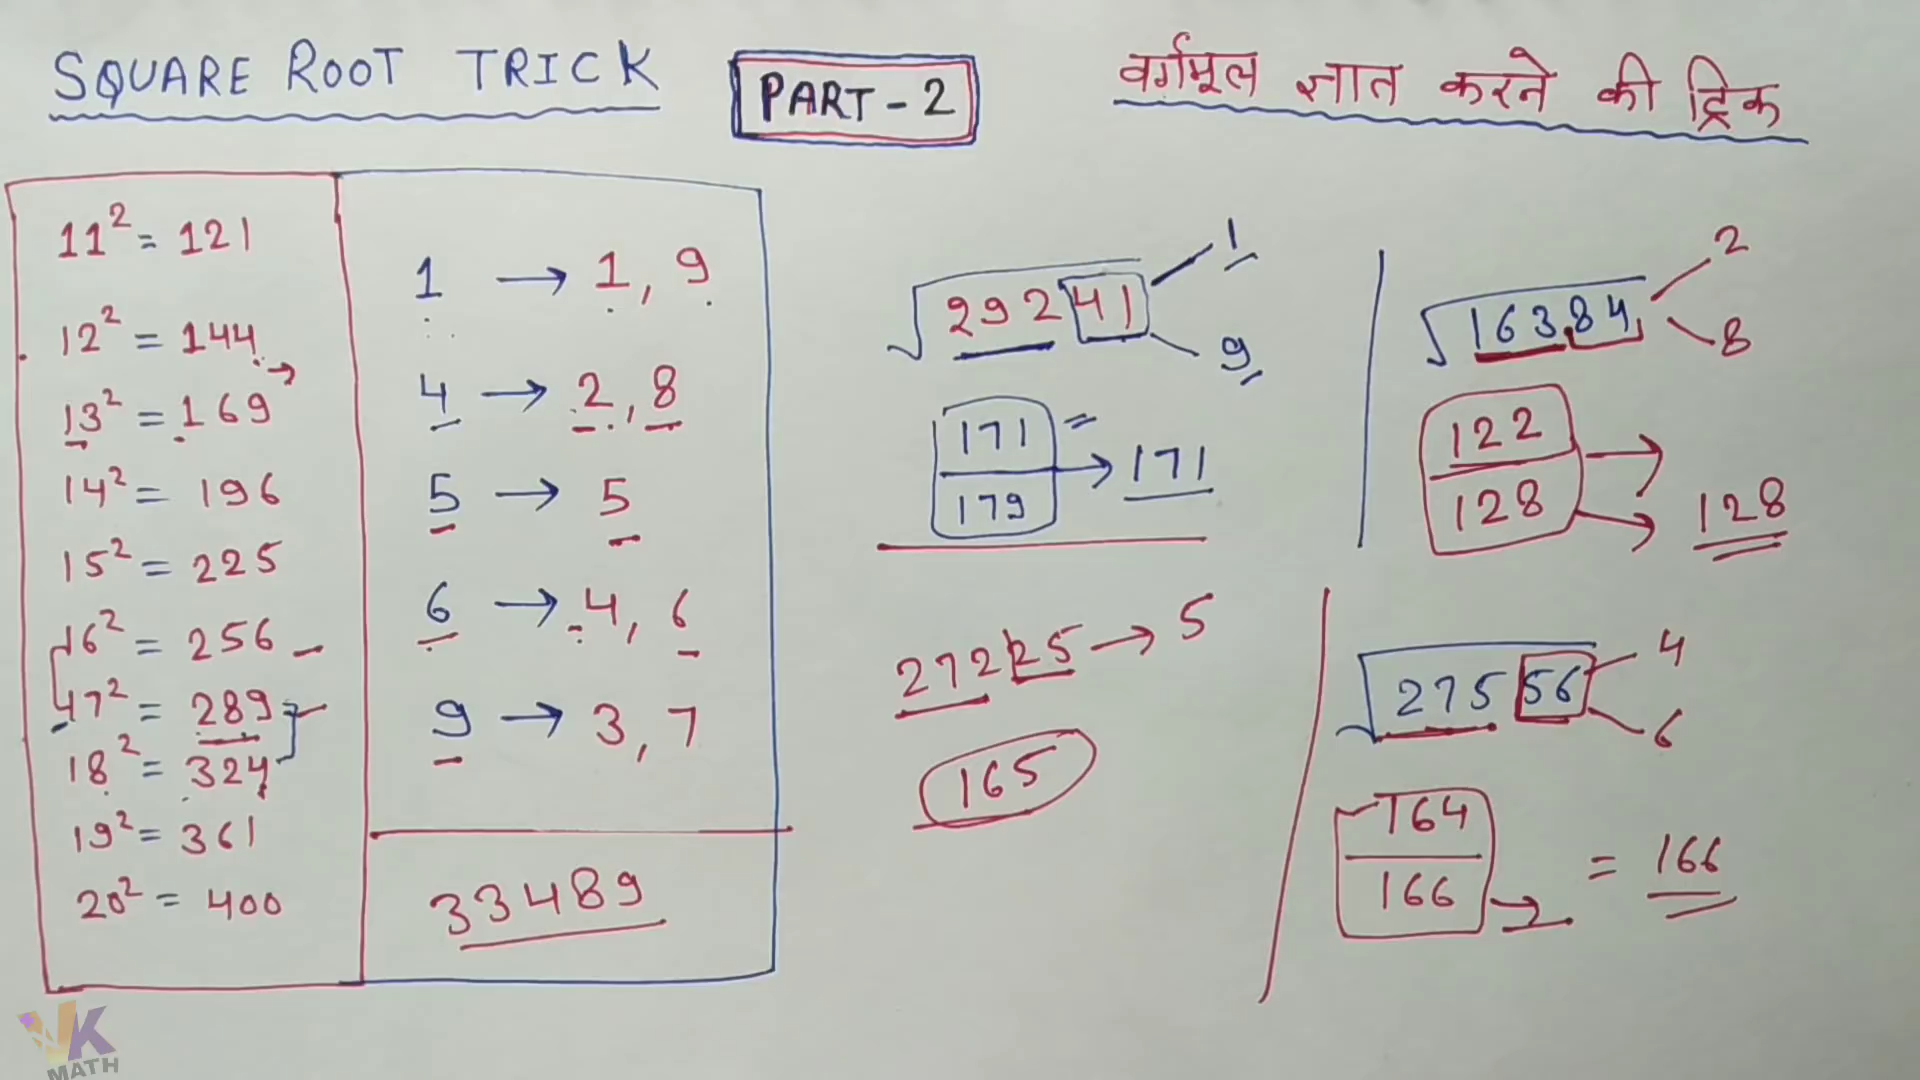 SQUARE ROOT TRICK
PART-2
वर्गमूल ज्ञात करने की ट्रिक
11² = 121
12² = 144
13² = 169
14² = 196
15² = 225
16² = 256
17² = 289
18² = 324
19² = 361
20² = 400
1 → 1, 9
4 → 2, 8
5 → 5
6 → 4, 6
9 → 3, 7
33489
√29241
1
9
171
179
→ 171
√16384
2
8
122
128
128
27225 → 5
165
√27556
4
6
164
166
= 166
VK
MATH